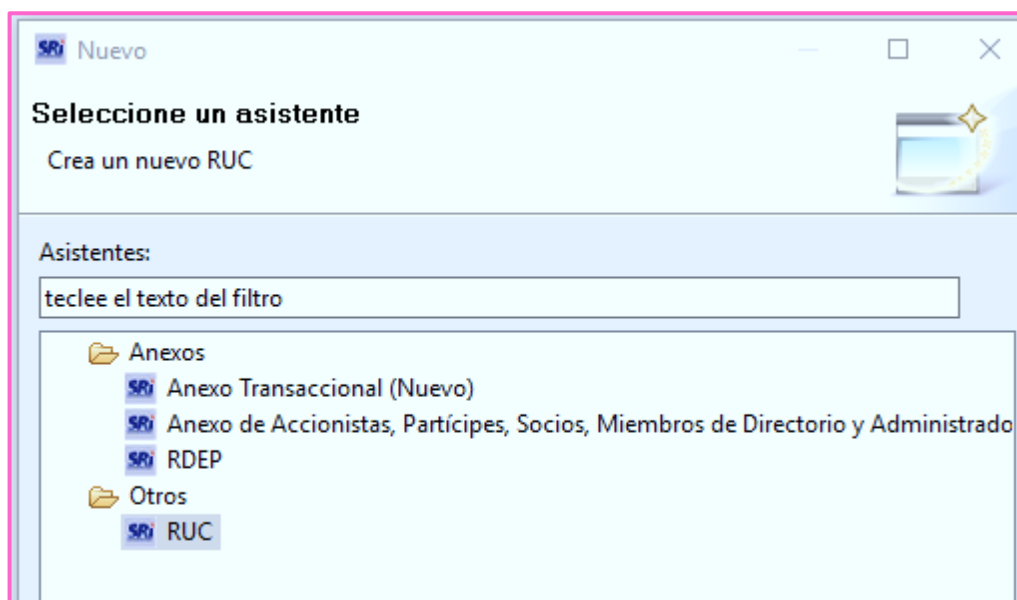 SRi Nuevo
Seleccione un asistente
Crea un nuevo RUC
Asistentes:
teclee el texto del filtro
Anexos
SRi Anexo Transaccional (Nuevo)
SRi Anexo de Accionistas, Partícipes, Socios, Miembros de Directorio y Administrado
SRi RDEP
Otros
SRi RUC